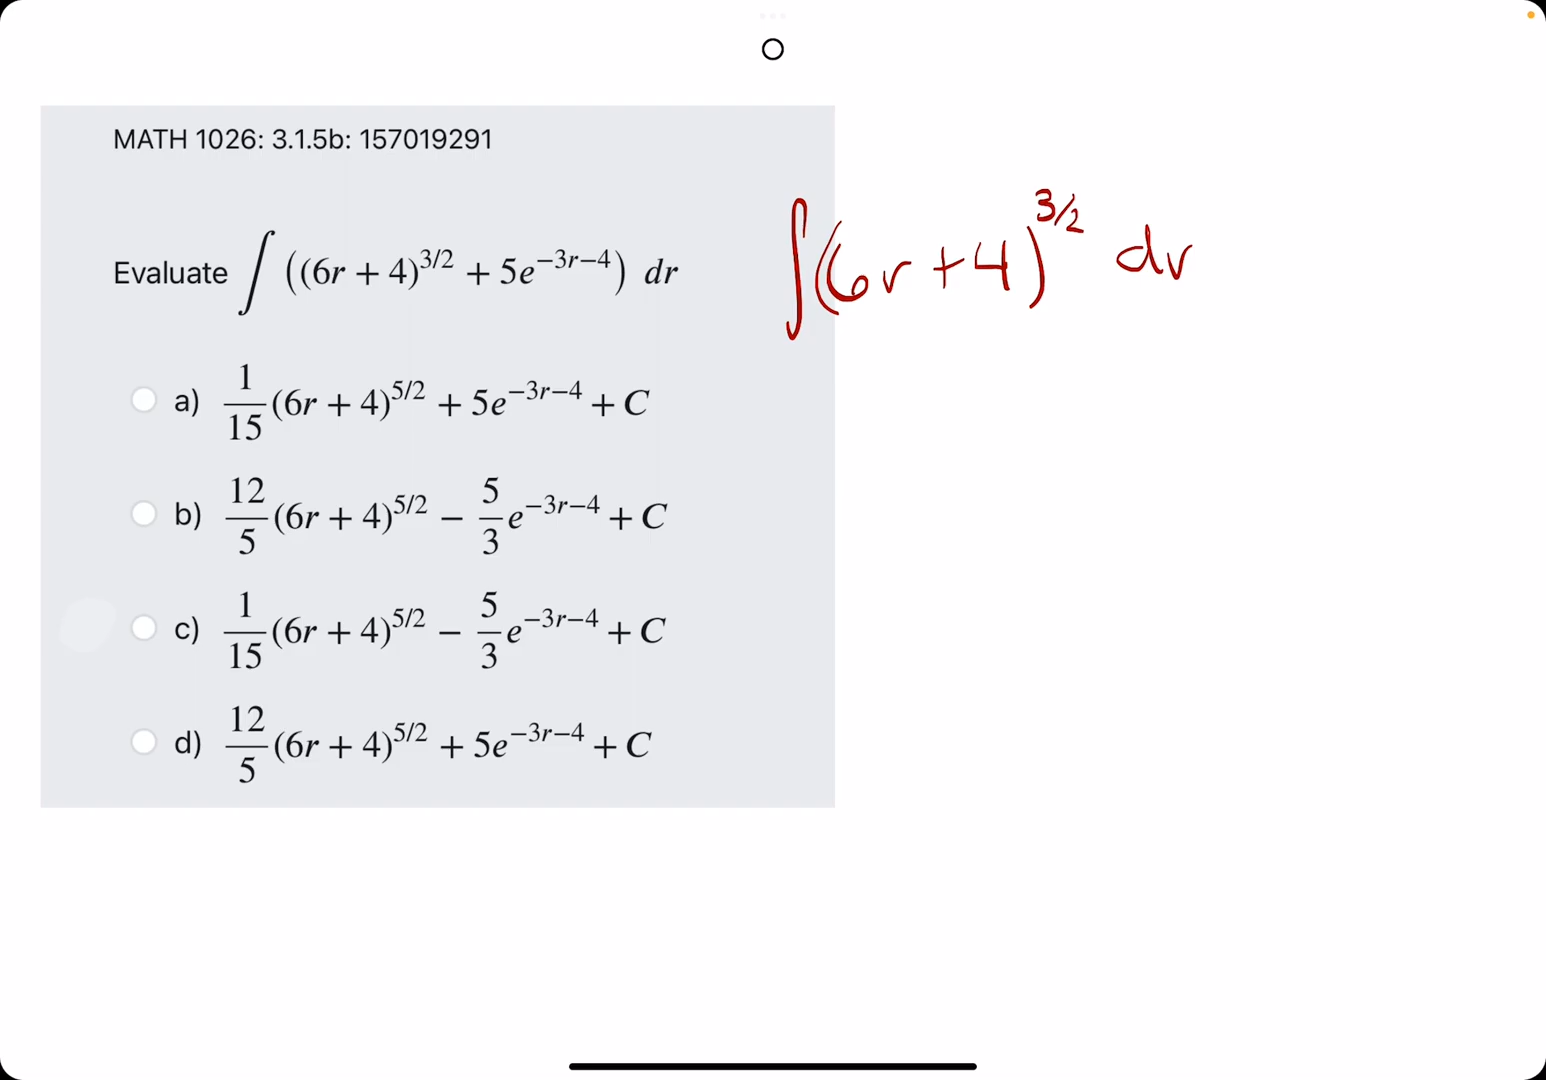 MATH 1026: 3.1.5b: 157019291
Evaluate ∫ ((6r + 4)^{3/2} + 5e^{−3r−4}) dr
∫(6r + 4)^{3/2} dr
a) 1/15 (6r + 4)^{5/2} + 5e^{−3r−4} + C
b) 12/5 (6r + 4)^{5/2} − 5/3 e^{−3r−4} + C
c) 1/15 (6r + 4)^{5/2} − 5/3 e^{−3r−4} + C
d) 12/5 (6r + 4)^{5/2} + 5e^{−3r−4} + C